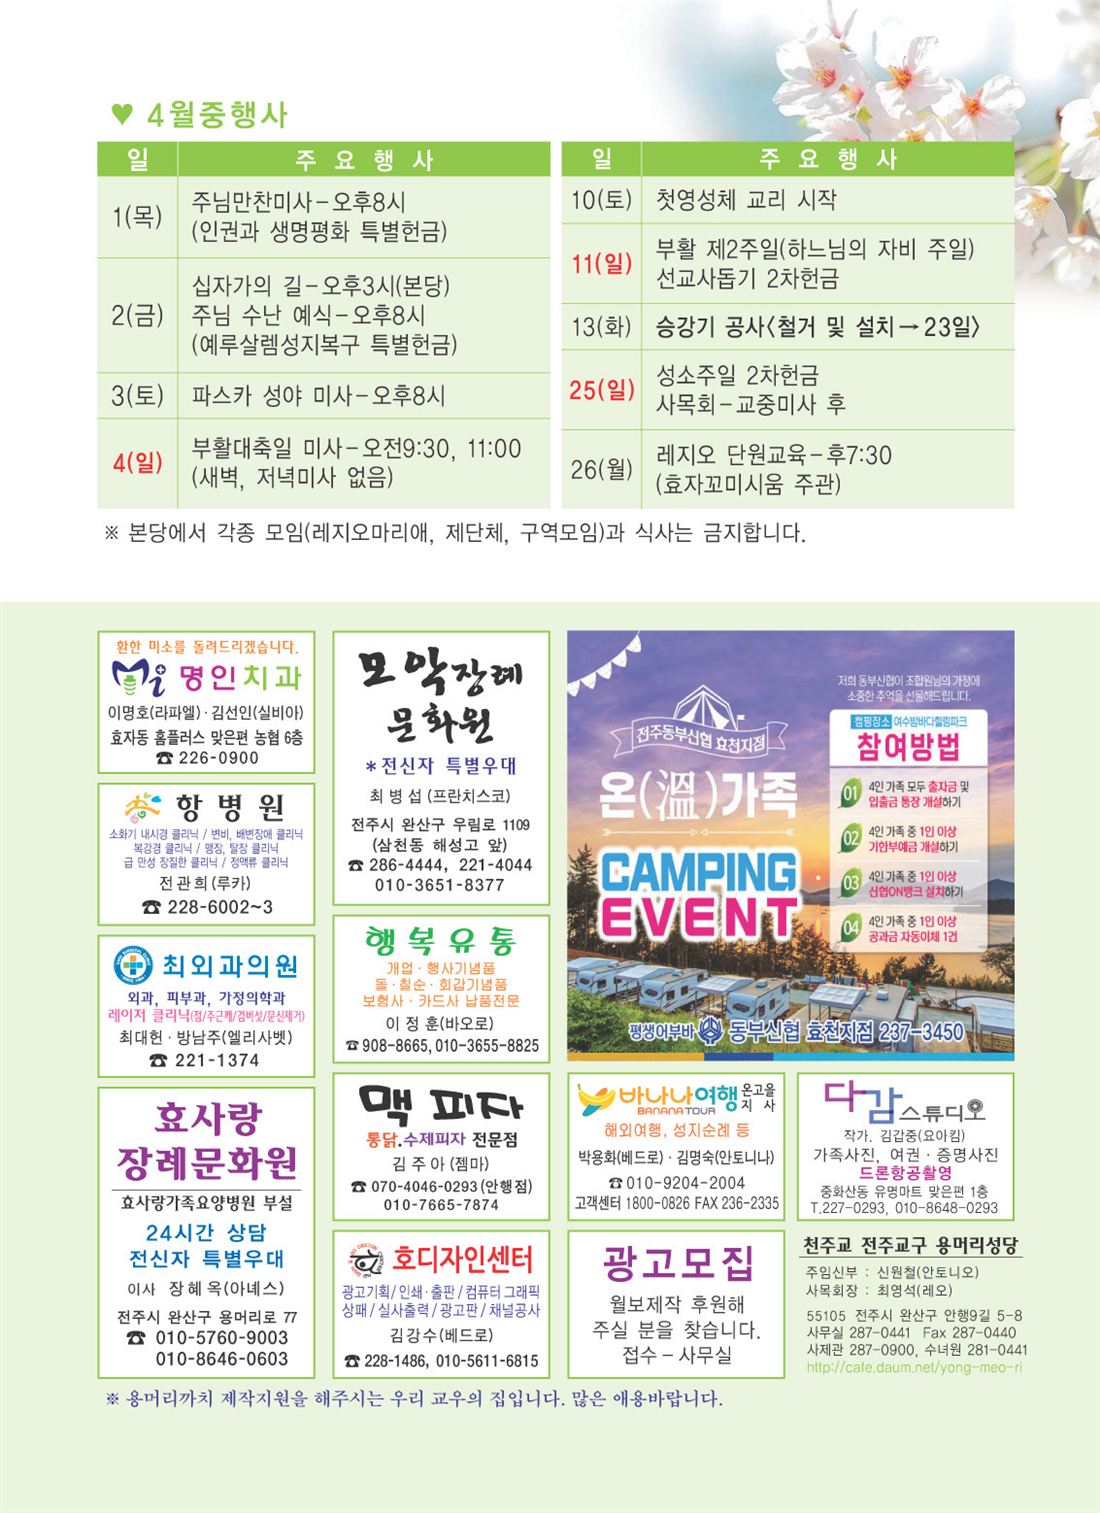 ♥ 4월중행사
일 주 요 행 사
1(목) 주님만찬미사-오후8시
(인권과 생명평화 특별헌금)
2(금) 십자가의 길-오후3시(본당)
주님 수난 예식-오후8시
(예루살렘성지복구 특별헌금)
3(토) 파스카 성야 미사-오후8시
4(일) 부활대축일 미사-오전9:30, 11:00
(새벽, 저녁미사 없음)
일 주 요 행 사
10(토) 첫영성체 교리 시작
11(일) 부활 제2주일(하느님의 자비 주일)
선교사돕기 2차헌금
13(화) 승강기 공사<철거 및 설치→23일>
25(일) 성소주일 2차헌금
사목회-교중미사 후
26(월) 레지오 단원교육-후7:30
(효자꼬미시움 주관)
※ 본당에서 각종 모임(레지오마리애, 제단체, 구역모임)과 식사는 금지합니다.
환한 미소를 돌려드리겠습니다.
명인치과
이명호(라파엘)·김선인(실비아)
효자동 홈플러스 맞은편 농협 6층
☎ 226-0900
항병원
소화기 내시경 클리닉 / 변비, 배변장애 클리닉
복강경 클리닉 / 맹장, 탈장 클리닉
급 만성 장질환 클리닉 / 정맥류 클리닉
전관희(루카)
☎ 228-6002~3
최외과의원
외과, 피부과, 가정의학과
레이저 클리닉(점/주근깨/검버섯/문신제거)
최대헌·방남주(엘리사벳)
☎ 221-1374
효사랑
장례문화원
효사랑가족요양병원 부설
24시간 상담
전신자 특별우대
이사 장혜옥(아녜스)
전주시 완산구 용머리로 77
☎ 010-5760-9003
010-8646-0603
모악장례
문화원
*전신자 특별우대
최병섭(프란치스코)
전주시 완산구 우림로 1109
(삼천동 해성고 앞)
☎ 286-4444, 221-4044
010-3651-8377
행복유통
개업·행사기념품
돌·칠순·회갑기념품
보험사·카드사 납품전문
이정훈(바오로)
☎ 908-8665, 010-3655-8825
맥 피자
통닭.수제피자 전문점
김주아(젬마)
☎ 070-4046-0293(안행점)
010-7665-7874
호디자인센터
광고기획/인쇄·출판/컴퓨터그래픽
상패/실사출력/광고판/채널공사
김강수(베드로)
☎ 228-1486, 010-5611-6815
저희 동부신협이 조합원님의 가정에
소중한 추억을 선물해드립니다.
전주동부신협 효천지점
온(溫)가족
CAMPING
EVENT
캠핑장소 여수밤바다힐링파크
참여방법
01 4인 가족 모두 출자금 및
입출금 통장 개설하기
02 4인 가족 중 1인 이상
기한부예금 개설하기
03 4인 가족 중 1인 이상
신협ON뱅크 설치하기
04 4인 가족 중 1인 이상
공과금 자동이체 1건
평생어부바 동부신협 효천지점 237-3450
바나나여행 온고을
지 사
BANANA TOUR
해외여행, 성지순례 등
박용화(베드로)·김명숙(안토니나)
☎010-9204-2004
고객센터 1800-0826 FAX 236-2335
다감스튜디오
작가. 김갑중(요아킴)
가족사진, 여권·증명사진
드론항공촬영
중화산동 유명마트 맞은편 1층
T.227-0293, 010-8648-0293
광고모집
월보제작 후원해
주실 분을 찾습니다.
접수-사무실
천주교 전주교구 용머리성당
주임신부 : 신원철(안토니오)
사목회장 : 최영석(레오)
55105 전주시 완산구 안행9길 5-8
사무실 287-0441 Fax 287-0440
사제관 287-0900, 수녀원 281-0441
http://cafe.daum.net/yong-meo-ri
※ 용머리까치 제작지원을 해주시는 우리 교우의 집입니다. 많은 애용바랍니다.